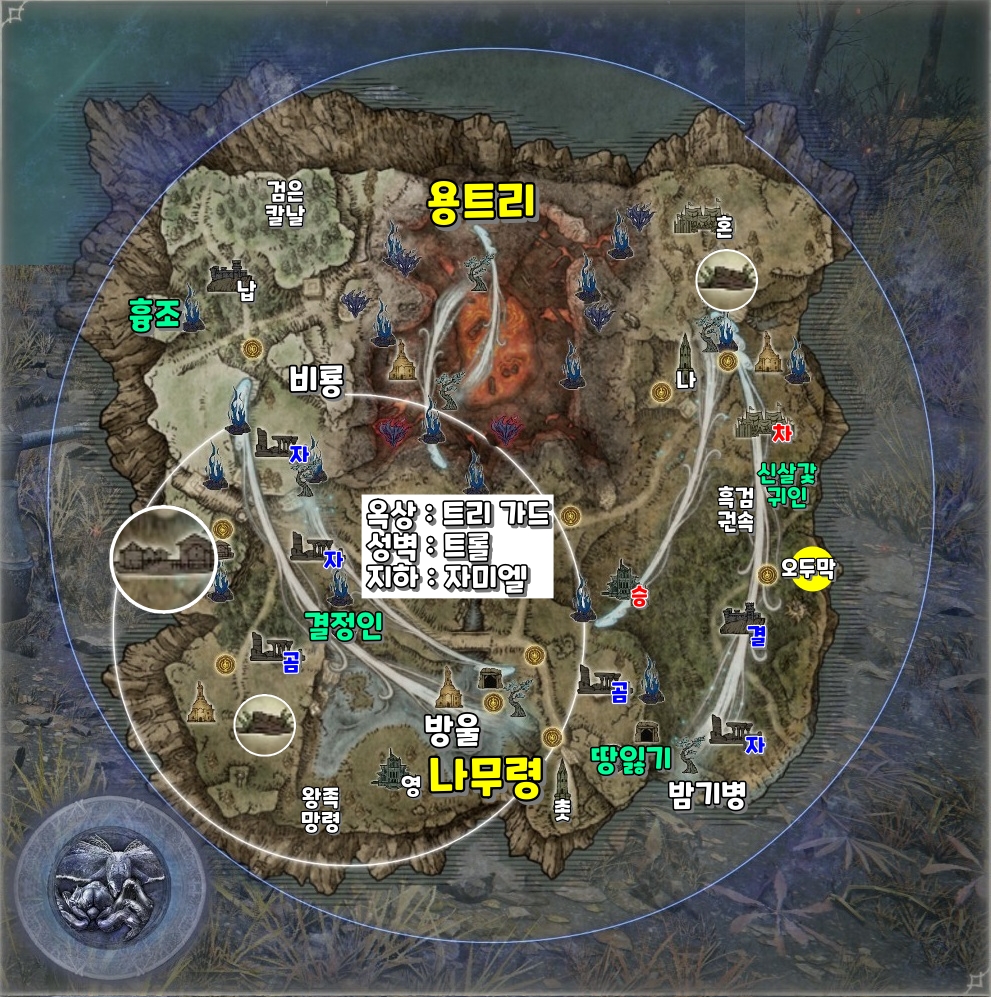 검은
칼날
용트리
혼
납
흉조
비룡
나
차
자
신살갗
귀인
흑검
권속
옥상 : 트리 가드
성벽 : 트롤
지하 : 자미엘
자
오두막
승
결정인
결
곰
곰
방울
자
땅잃기
나무령
영
밤기병
왕족
망령
촛